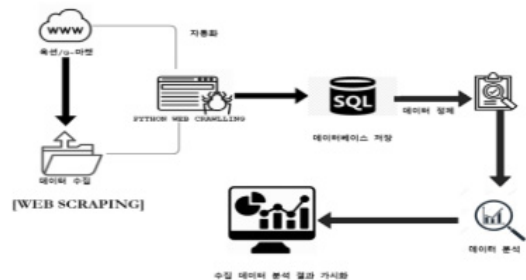 WWW
옥션/G-마켓
자동화
PYTHON WEB CRAWLLING
SQL
데이터베이스 저장
데이터 정제
데이터 수집
[WEB SCRAPING]
데이터 분석
수집 데이터 분석 결과 가시화